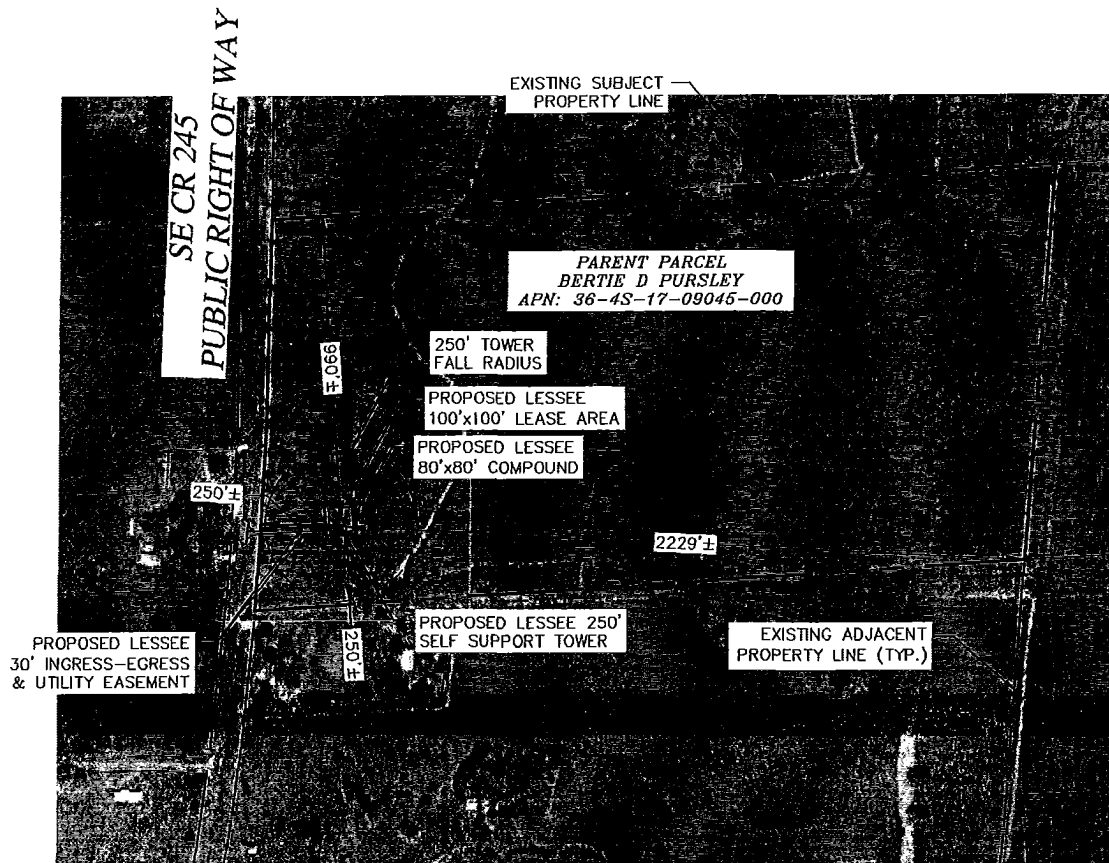 SE CR 245
PUBLIC RIGHT OF WAY
EXISTING SUBJECT
PROPERTY LINE
PARENT PARCEL
BERTIE D PURSLEY
APN: 36-4S-17-09045-000
250' TOWER
FALL RADIUS
990'±
PROPOSED LESSEE
100'x100' LEASE AREA
PROPOSED LESSEE
80'x80' COMPOUND
250'±
2229'±
PROPOSED LESSEE 250'
SELF SUPPORT TOWER
EXISTING ADJACENT
PROPERTY LINE (TYP.)
PROPOSED LESSEE
30' INGRESS-EGRESS
& UTILITY EASEMENT
250'±